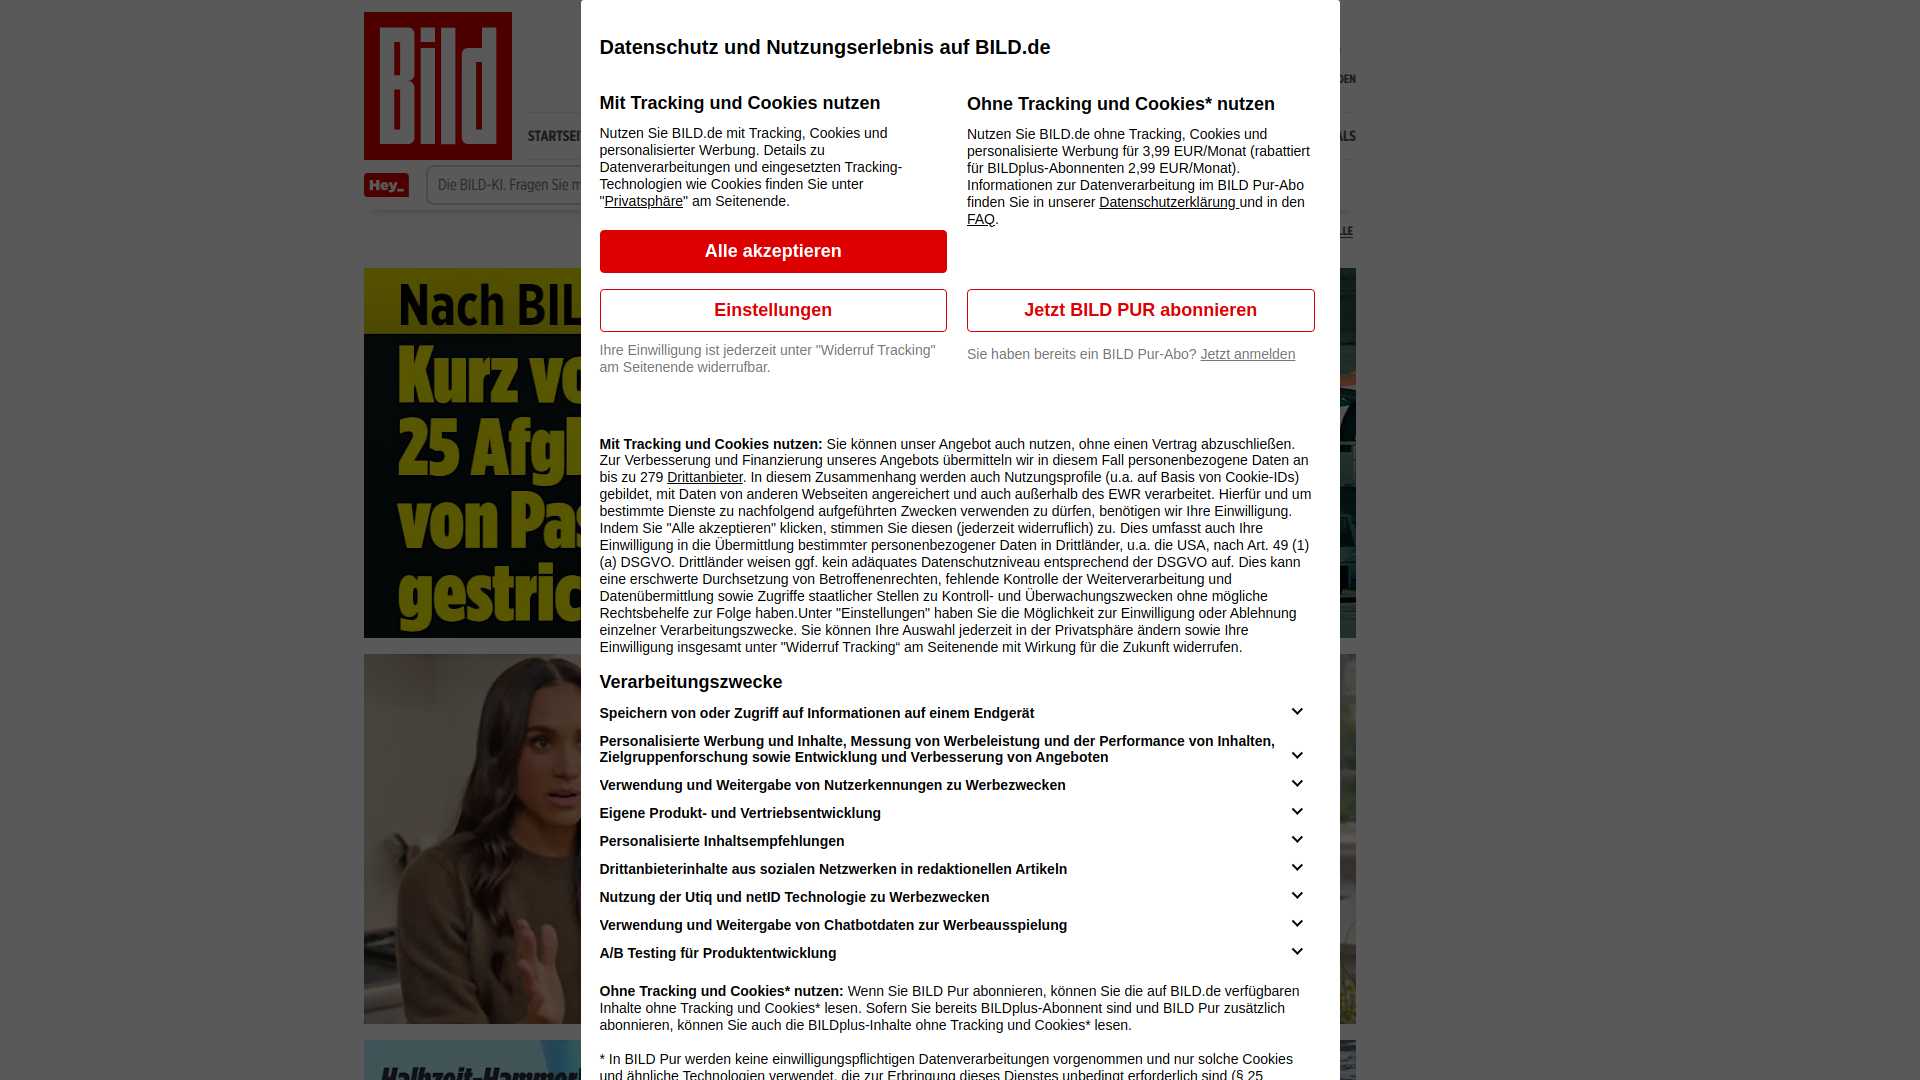 Bild
Datenschutz und Nutzungserlebnis auf BILD.de
Mit Tracking und Cookies nutzen
Nutzen Sie BILD.de mit Tracking, Cookies und
personalisierter Werbung. Details zu
Datenverarbeitungen und eingesetzten Tracking-
Technologien wie Cookies finden Sie unter
"Privatsphäre" am Seitenende.
Alle akzeptieren
Einstellungen
Ihre Einwilligung ist jederzeit unter "Widerruf Tracking"
am Seitenende widerrufbar.
Ohne Tracking und Cookies* nutzen
Nutzen Sie BILD.de ohne Tracking, Cookies und
personalisierte Werbung für 3,99 EUR/Monat (rabattiert
für BILDplus-Abonnenten 2,99 EUR/Monat).
Informationen zur Datenverarbeitung im BILD Pur-Abo
finden Sie in unserer Datenschutzerklärung und in den
FAQ.
Jetzt BILD PUR abonnieren
Sie haben bereits ein BILD Pur-Abo? Jetzt anmelden
Mit Tracking und Cookies nutzen: Sie können unser Angebot auch nutzen, ohne einen Vertrag abzuschließen.
Zur Verbesserung und Finanzierung unseres Angebots übermitteln wir in diesem Fall personenbezogene Daten an
bis zu 279 Drittanbieter. In diesem Zusammenhang werden auch Nutzungsprofile (u.a. auf Basis von Cookie-IDs)
gebildet, mit Daten von anderen Webseiten angereichert und auch außerhalb des EWR verarbeitet. Hierfür und um
bestimmte Dienste zu nachfolgend aufgeführten Zwecken verwenden zu dürfen, benötigen wir Ihre Einwilligung.
Indem Sie "Alle akzeptieren" klicken, stimmen Sie diesen (jederzeit widerruflich) zu. Dies umfasst auch Ihre
Einwilligung in die Übermittlung bestimmter personenbezogener Daten in Drittländer, u.a. die USA, nach Art. 49 (1)
(a) DSGVO. Drittländer weisen ggf. kein adäquates Datenschutzniveau entsprechend der DSGVO auf. Dies kann
eine erschwerte Durchsetzung von Betroffenenrechten, fehlende Kontrolle der Weiterverarbeitung und
Datenübermittlung sowie Zugriffe staatlicher Stellen zu Kontroll- und Überwachungszwecken ohne mögliche
Rechtsbehelfe zur Folge haben.Unter "Einstellungen" haben Sie die Möglichkeit zur Einwilligung oder Ablehnung
einzelner Verarbeitungszwecke. Sie können Ihre Auswahl jederzeit in der Privatsphäre ändern sowie Ihre
Einwilligung insgesamt unter "Widerruf Tracking“ am Seitenende mit Wirkung für die Zukunft widerrufen.
Verarbeitungszwecke
Speichern von oder Zugriff auf Informationen auf einem Endgerät
Personalisierte Werbung und Inhalte, Messung von Werbeleistung und der Performance von Inhalten,
Zielgruppenforschung sowie Entwicklung und Verbesserung von Angeboten
Verwendung und Weitergabe von Nutzerkennungen zu Werbezwecken
Eigene Produkt- und Vertriebsentwicklung
Personalisierte Inhaltsempfehlungen
Drittanbieterinhalte aus sozialen Netzwerken in redaktionellen Artikeln
Nutzung der Utiq und netID Technologie zu Werbezwecken
Verwendung und Weitergabe von Chatbotdaten zur Werbeausspielung
A/B Testing für Produktentwicklung
Ohne Tracking und Cookies* nutzen: Wenn Sie BILD Pur abonnieren, können Sie die auf BILD.de verfügbaren
Inhalte ohne Tracking und Cookies* lesen. Sofern Sie bereits BILDplus-Abonnent sind und BILD Pur zusätzlich
abonnieren, können Sie auch die BILDplus-Inhalte ohne Tracking und Cookies* lesen.
* In BILD Pur werden keine einwilligungspflichtigen Datenverarbeitungen vorgenommen und nur solche Cookies
und ähnliche Technologien verwendet, die zur Erbringung dieses Dienstes unbedingt erforderlich sind (§ 25
Hey_
Die BILD-KI. Fragen Sie
Nach
Kurz
25
von